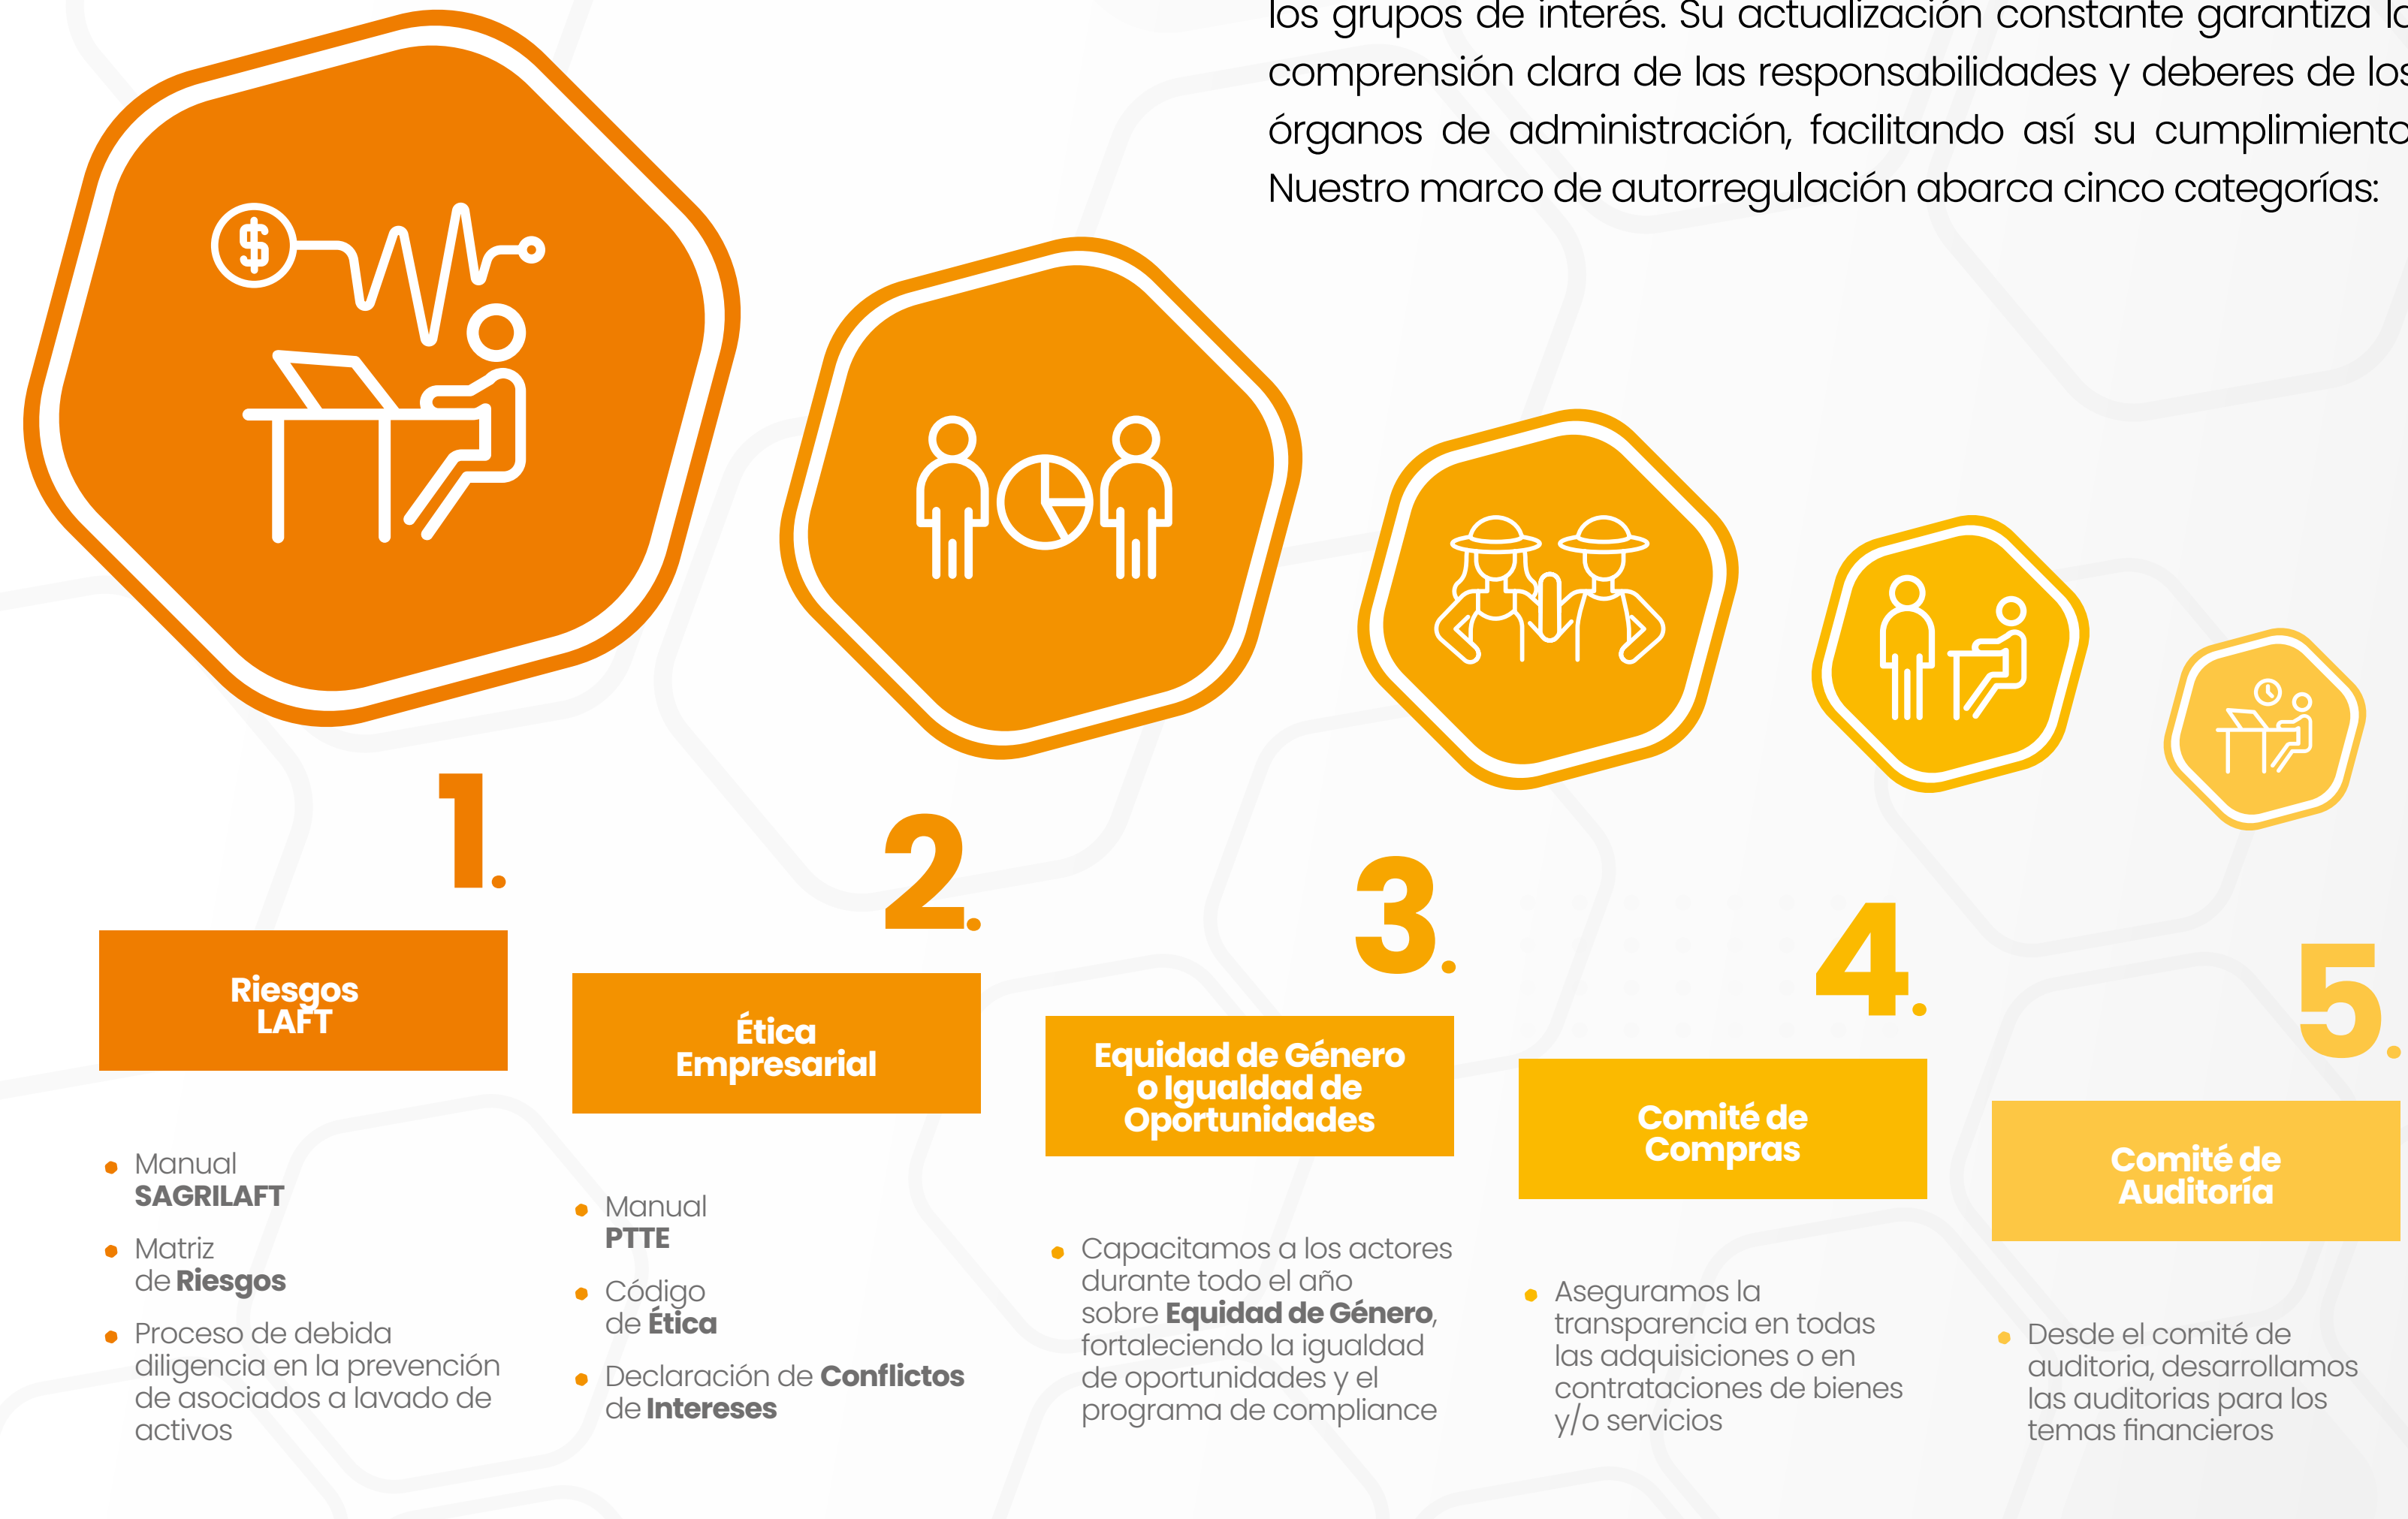 los grupos de interés. Su actualización constante garantiza
comprensión clara de las responsabilidades y deberes de los
órganos de administración, facilitando así su cumplimiento
Nuestro marco de autorregulación abarca cinco categorías:
$
1.
Riesgos
LAFT
Manual
SAGRILAFT
Matriz
de Riesgos
Proceso de debida
diligencia en la prevención
de asociados a lavado de
activos
2.
Ética
Empresarial
Manual
PTTE
Código
de Ética
Declaración de Conflictos
de Intereses
3.
Equidad de Género
o Igualdad de
Oportunidades
Capacitamos a los actores
durante todo el año
sobre Equidad de Género,
fortaleciendo la igualdad
de oportunidades y el
programa de compliance
4.
Comité de
Compras
Aseguramos la
transparencia en todas
las adquisiciones o en
contrataciones de bienes
y/o servicios
5.
Comité de
Auditoría
Desde el comité de
auditoria, desarrollamos
las auditorias para los
temas financieros